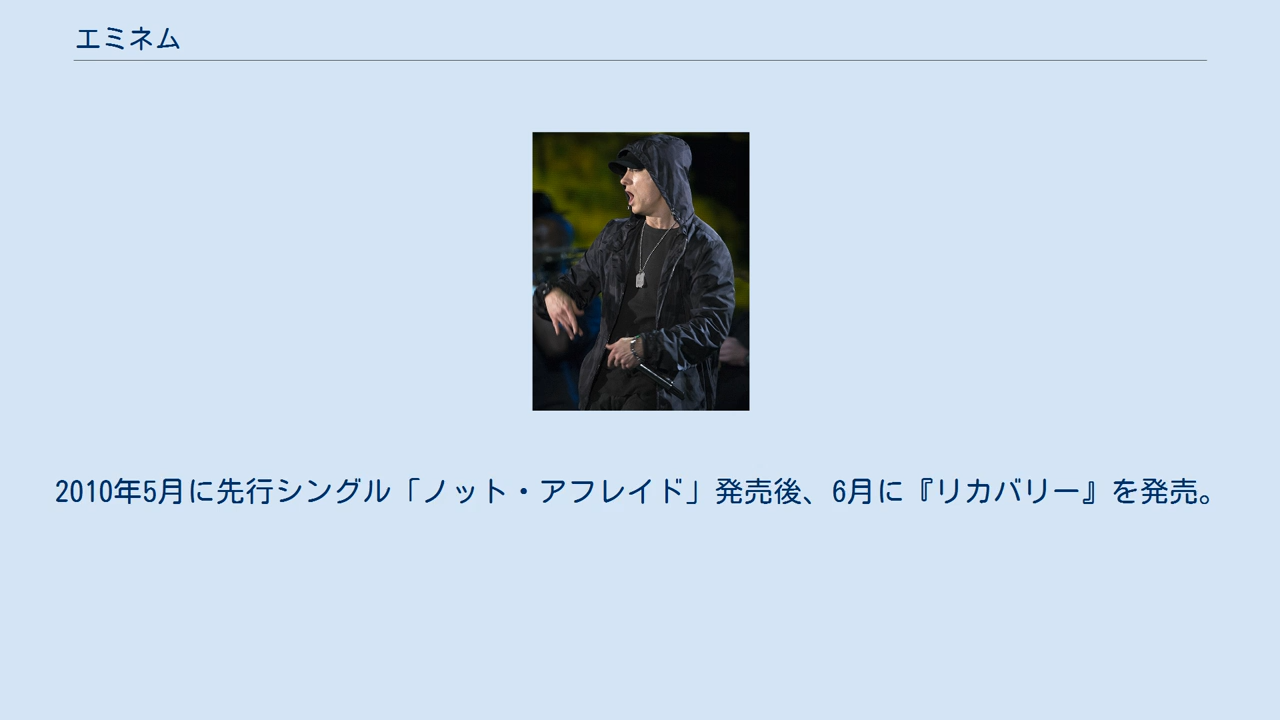 エミネム
2010年5月に先行シングル「ノット・アフレイド」発売後、6月に『リカバリー』を発売。